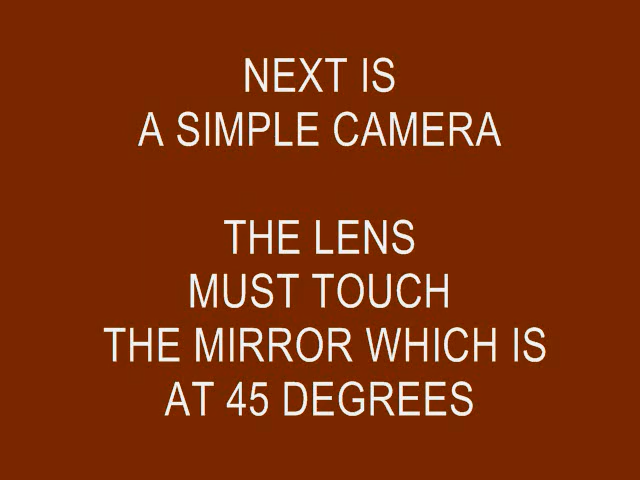 NEXT IS
A SIMPLE CAMERA
THE LENS
MUST TOUCH
THE MIRROR WHICH IS
AT 45 DEGREES